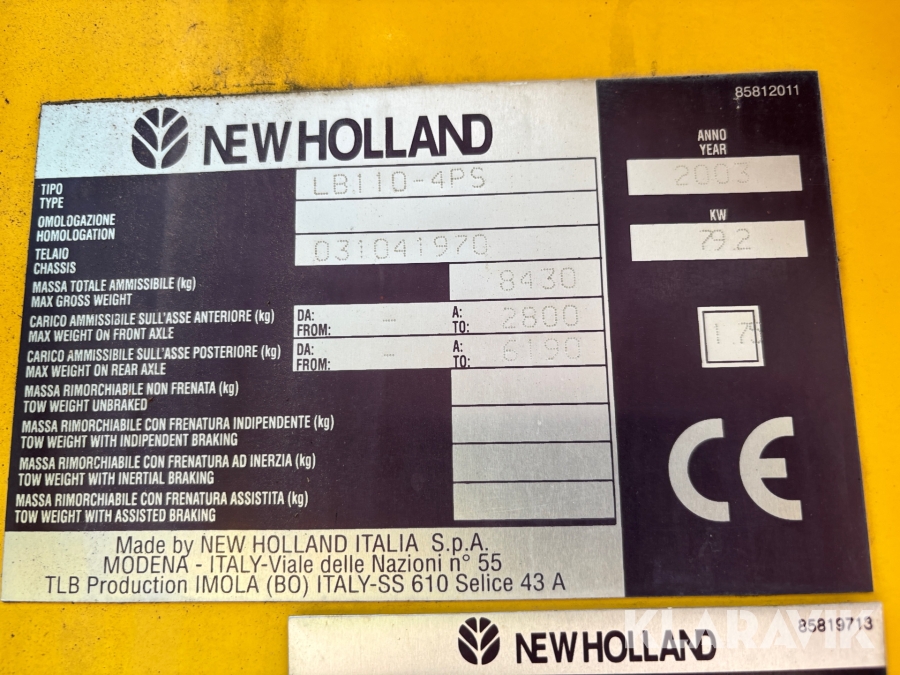 85812011
NEW HOLLAND
TIPO
TYPE
LB110-4PS
OMOLOGAZIONE
HOMOLOGATION
TELAIO
CHASSIS
031041970
MASSA TOTALE AMMISSIBILE (kg)
MAX GROSS WEIGHT
8430
CARICO AMMISSIBILE SULL'ASSE ANTERIORE (kg)
MAX WEIGHT ON FRONT AXLE
DA: — A: 2800
FROM: TO:
CARICO AMMISSIBILE SULL'ASSE POSTERIORE (kg)
MAX WEIGHT ON REAR AXLE
DA: — A: 6190
FROM: TO:
MASSA RIMORCHIABILE NON FRENATA (kg)
TOW WEIGHT UNBRAKED
MASSA RIMORCHIABILE CON FRENATURA INDIPENDENTE (kg)
TOW WEIGHT WITH INDIPENDENT BRAKING
MASSA RIMORCHIABILE CON FRENATURA AD INERZIA (kg)
TOW WEIGHT WITH INERTIAL BRAKING
MASSA RIMORCHIABILE CON FRENATURA ASSISTITA (kg)
TOW WEIGHT WITH ASSISTED BRAKING
ANNO
YEAR
2003
KW
79.2
1.75
CE
Made by NEW HOLLAND ITALIA S.p.A.
MODENA - ITALY-Viale delle Nazioni n° 55
TLB Production IMOLA (BO) ITALY-SS 610 Selice 43 A
NEW HOLLAND
85819713
KLARAVIK